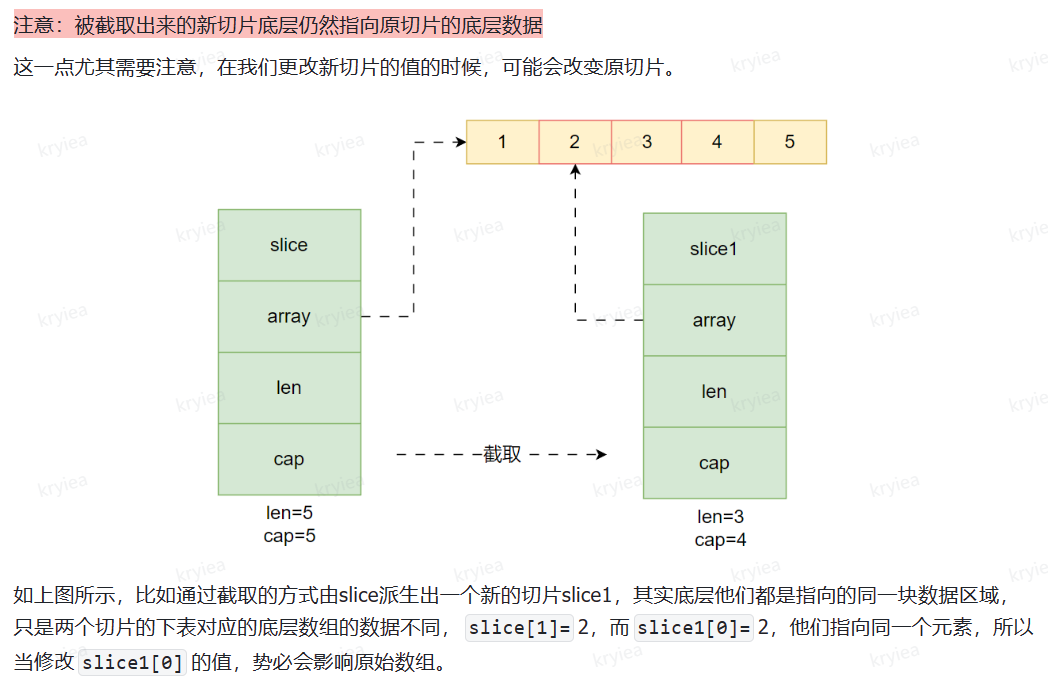 注意：被截取出来的新切片底层仍然指向原切片的底层数据
这一点尤其需要注意，在我们更改新切片的值的时候，可能会改变原切片。
1 2 3 4 5
slice
array
len
cap
len=5
cap=5
截取
slice1
array
len
cap
len=3
cap=4
如上图所示，比如通过截取的方式由slice派生出一个新的切片slice1，其实底层他们都是指向的同一块数据区域，
只是两个切片的下表对应的底层数组的数据不同， slice[1]= 2，而 slice1[0]= 2，他们指向同一个元素，所以
当修改 slice1[0] 的值，势必会影响原始数组。
kryiea